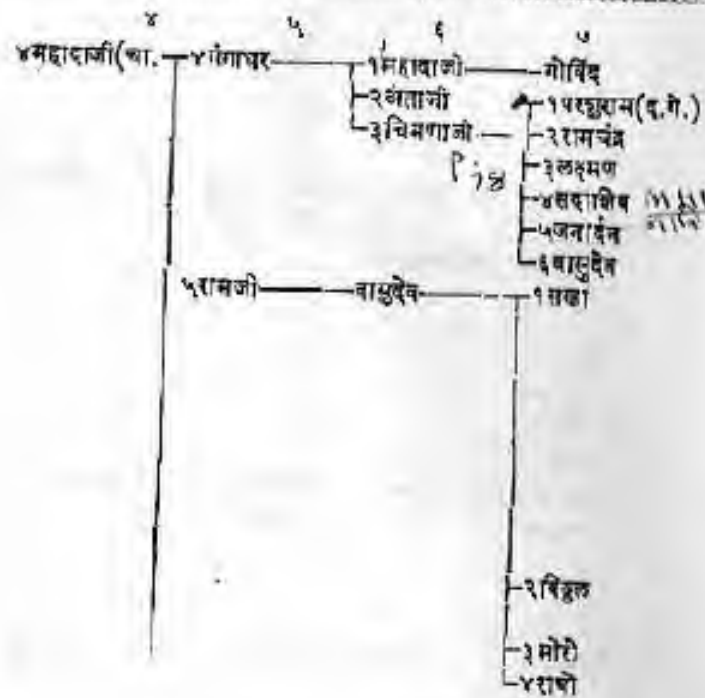 ४ ५ ६ ७
४महादाजी(चा. ४गंगाधर १महादाजी गोविंद
२अंताजी १परशुराम(द.गे.)
३चिमणाजी २रामचंद्र
३लक्ष्मण
४सदाशिव
५जनार्दन
६वासुदेव
५रामजी वासुदेव १सखा
२विठ्ठल
३मोरो
४राघो